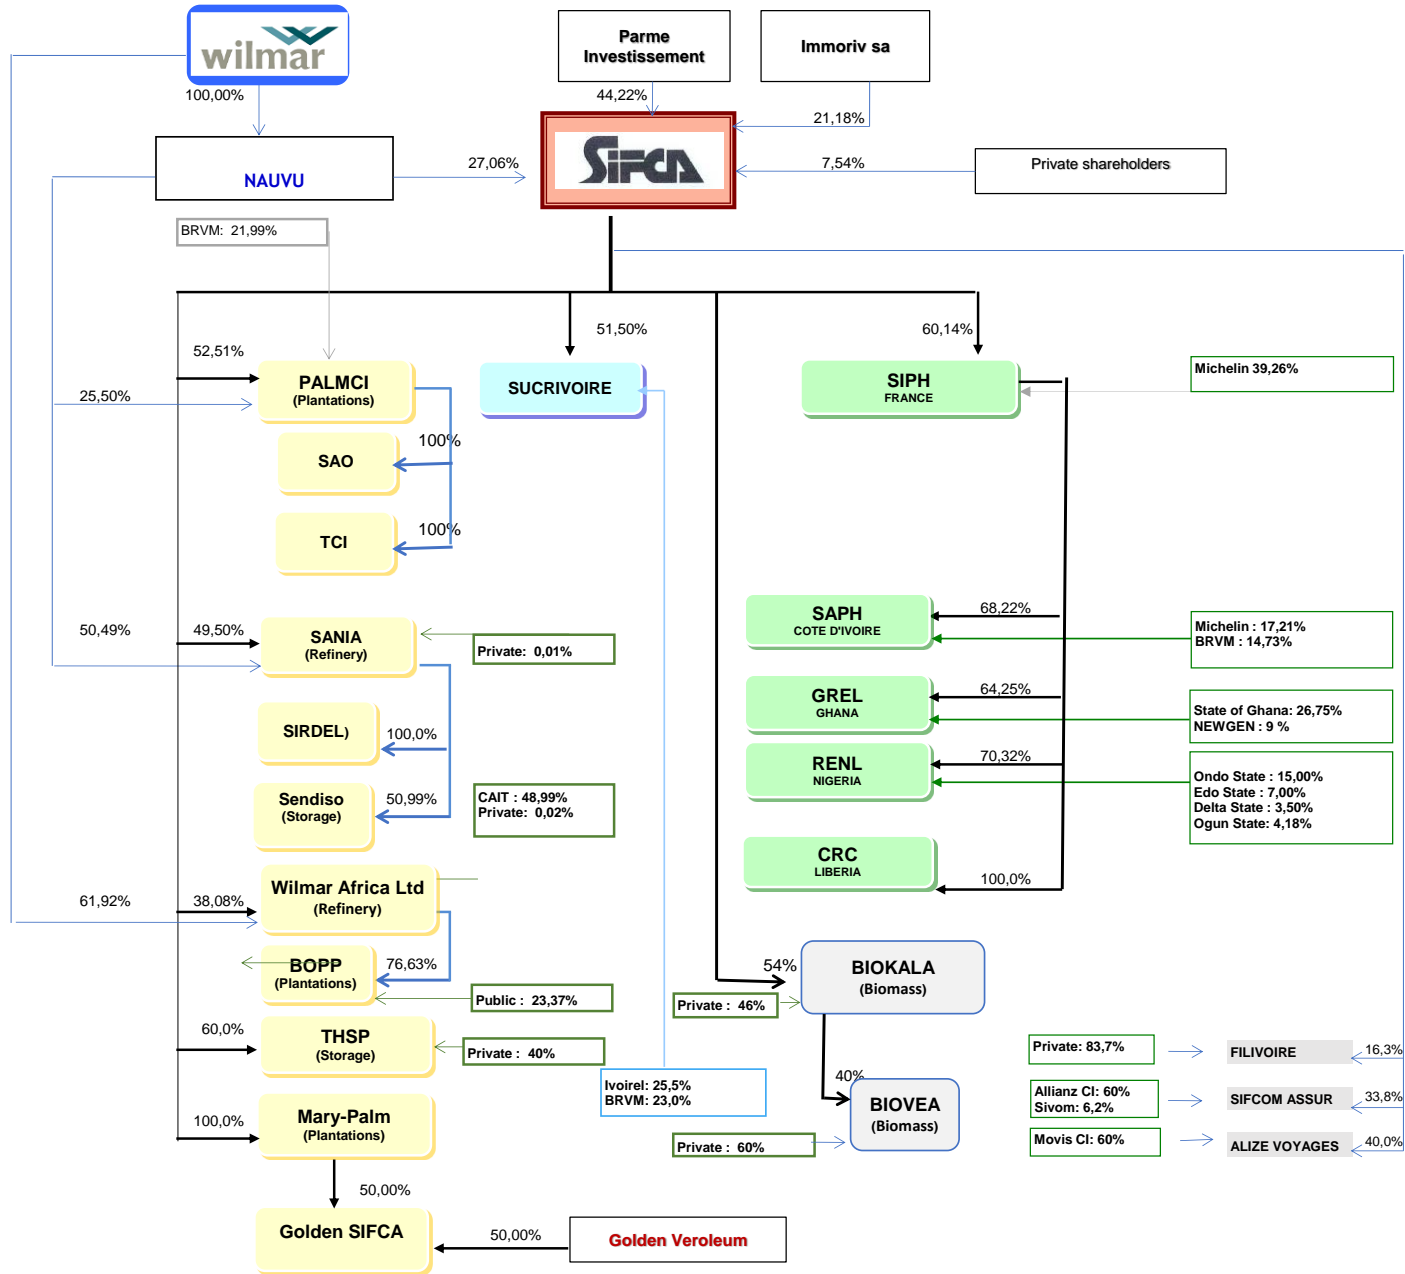 wilmar
Parme
Investissement
Immoriv sa
100,00%
44,22%
21,18%
SIFCA
NAUVU
27,06%
7,54%
Private shareholders
BRVM: 21,99%
52,51%
51,50%
60,14%
PALMCI
(Plantations)
SUCRIVOIRE
SIPH
FRANCE
Michelin 39,26%
25,50%
SAO
100%
TCI
100%
50,49%
49,50%
SANIA
(Refinery)
Private: 0,01%
SAPH
COTE D'IVOIRE
68,22%
Michelin : 17,21%
BRVM : 14,73%
GREL
GHANA
64,25%
State of Ghana: 26,75%
NEWGEN : 9 %
SIRDEL)
100,0%
RENL
NIGERIA
70,32%
Ondo State : 15,00%
Edo State : 7,00%
Delta State : 3,50%
Ogun State: 4,18%
Sendiso
(Storage)
50,99%
CAIT : 48,99%
Private: 0,02%
CRC
LIBERIA
100,0%
61,92%
38,08%
Wilmar Africa Ltd
(Refinery)
BOPP
(Plantations)
76,63%
Public : 23,37%
54%
BIOKALA
(Biomass)
Private : 46%
60,0%
THSP
(Storage)
Private : 40%
Private: 83,7%
FILIVOIRE
16,3%
Ivoirel: 25,5%
BRVM: 23,0%
40%
BIOVEA
(Biomass)
Allianz CI: 60%
Sivom: 6,2%
SIFCOM ASSUR
33,8%
100,0%
Mary-Palm
(Plantations)
Private : 60%
Movis CI: 60%
ALIZE VOYAGES
40,0%
50,00%
Golden SIFCA
50,00%
Golden Veroleum